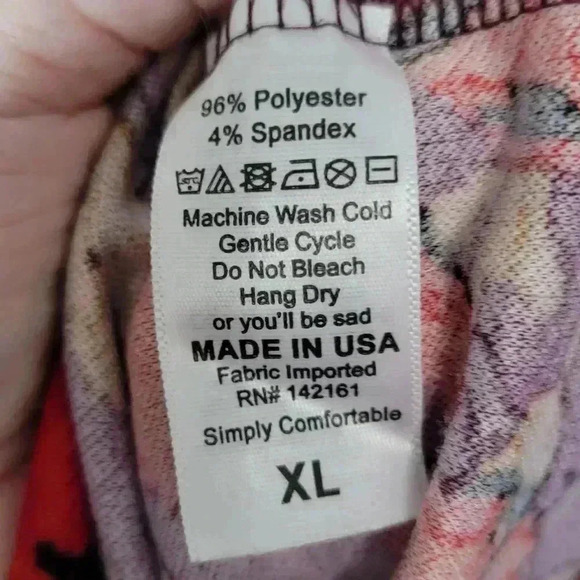 96% Polyester
4% Spandex
Machine Wash Cold
Gentle Cycle
Do Not Bleach
Hang Dry
or you'll be sad
MADE IN USA
Fabric Imported
RN# 142161
Simply Comfortable
XL